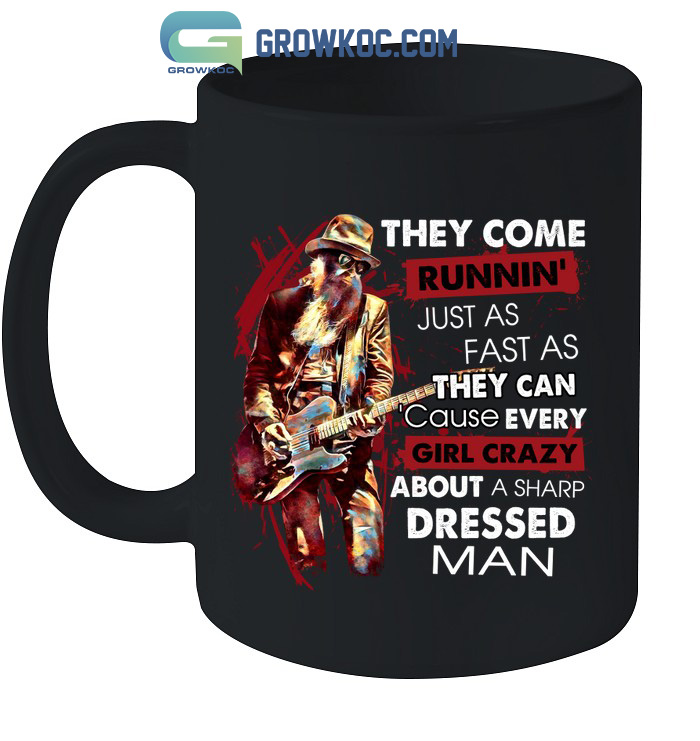 GROWKOC.COM
GROWKOC
THEY COME
RUNNIN'
JUST AS
FAST AS
THEY CAN
'Cause EVERY
GIRL CRAZY
ABOUT A SHARP
DRESSED
MAN